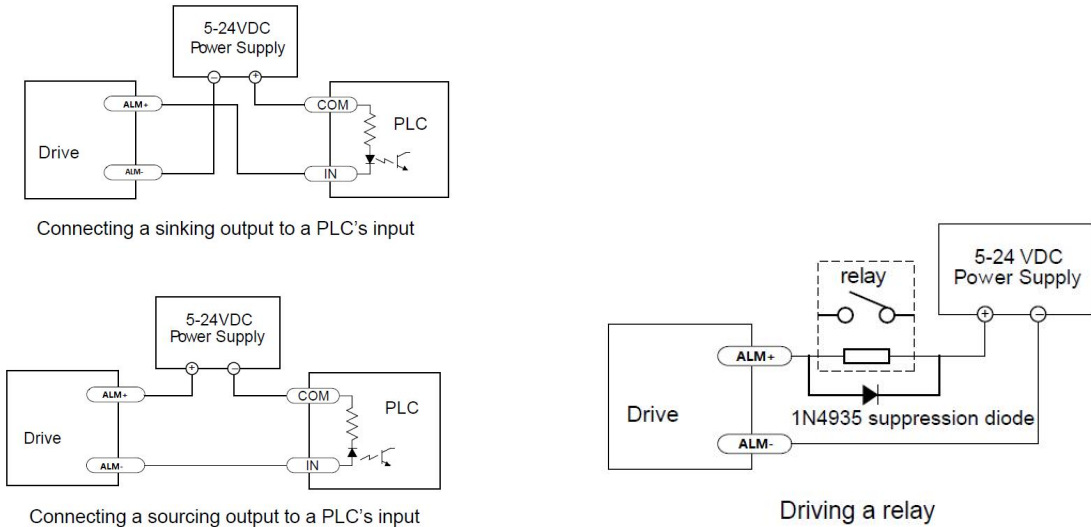 5-24VDC
Power Supply
ALM+
COM
PLC
Drive
ALM-
IN
Connecting a sinking output to a PLC's input
5-24VDC
Power Supply
ALM+
COM
PLC
Drive
ALM-
IN
Connecting a sourcing output to a PLC's input
5-24 VDC
Power Supply
relay
ALM+
Drive
1N4935 suppression diode
ALM-
Driving a relay